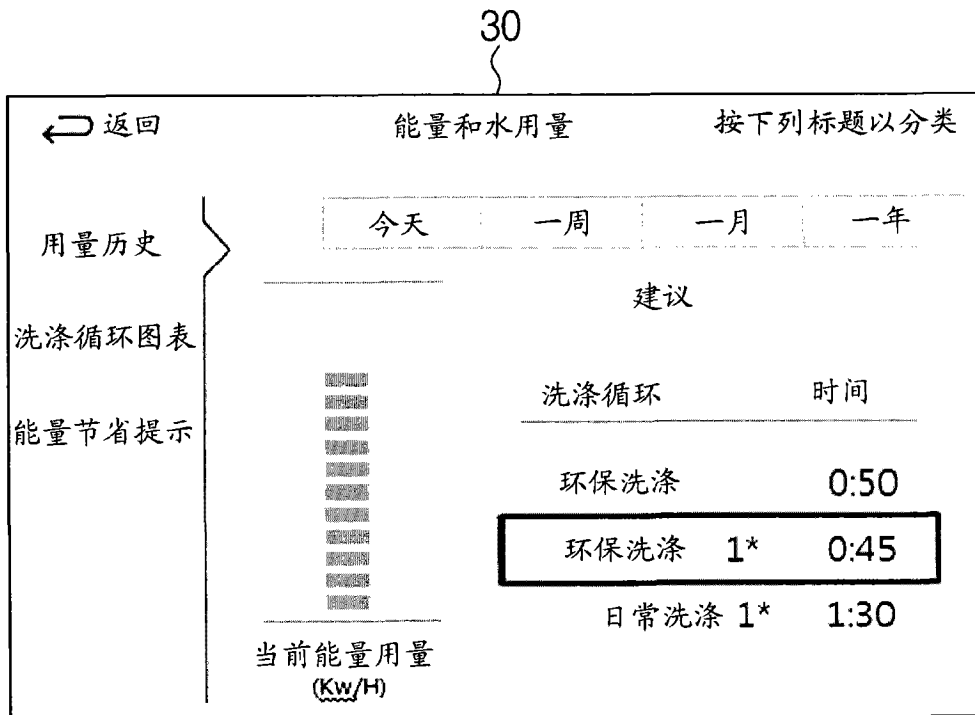 30
返回 能量和水用量 按下列标题以分类
今天 一周 一月 一年
用量历史
建议
洗涤循环图表
洗涤循环 时间
能量节省提示
环保洗涤 0:50
环保洗涤 1* 0:45
日常洗涤 1* 1:30
当前能量用量
(Kw/H)